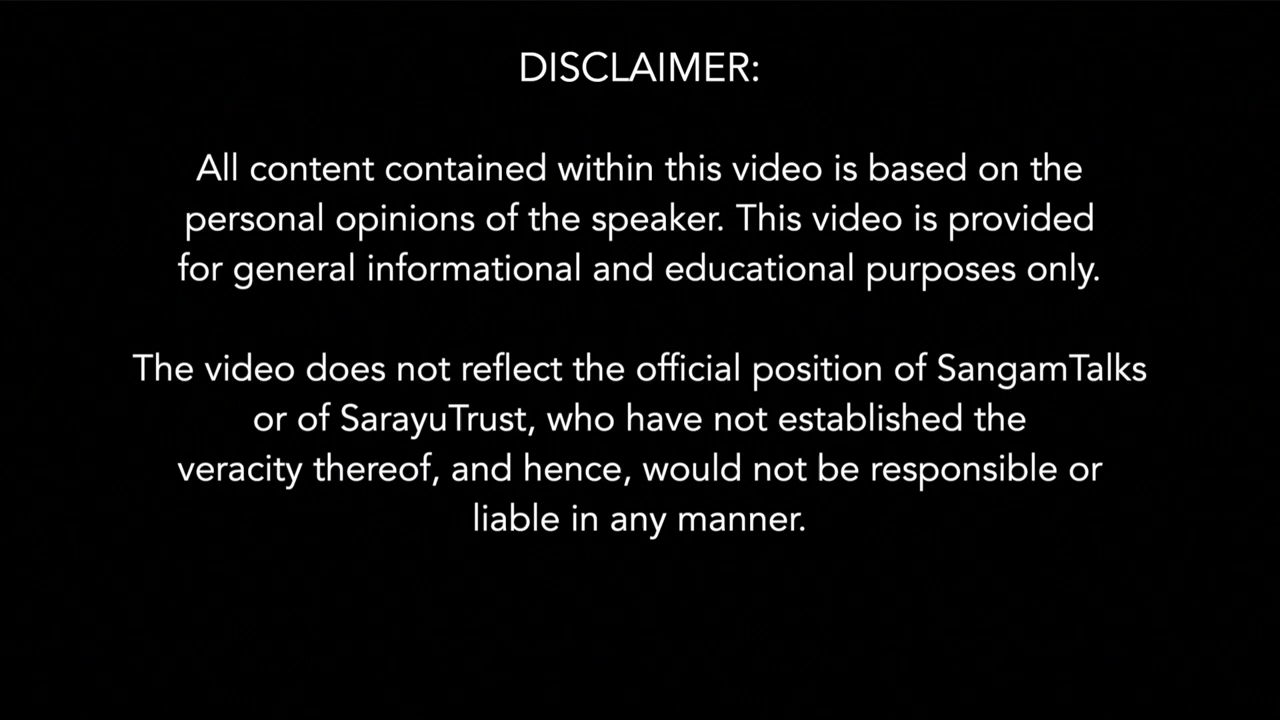 DISCLAIMER:
All content contained within this video is based on the
personal opinions of the speaker. This video is provided
for general informational and educational purposes only.
The video does not reflect the official position of SangamTalks
or of SarayuTrust, who have not established the
veracity thereof, and hence, would not be responsible or
liable in any manner.